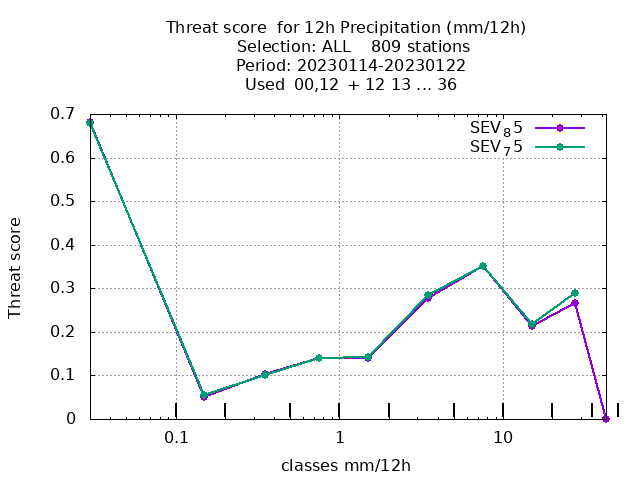 Threat score  for 12h Precipitation (mm/12h)
Selection: ALL    809 stations
Period: 20230114-20230122
Used  00,12  + 12 13 ... 36
SEV₈5
SEV₇5
0.7
0.6
0.5
0.4
0.3
0.2
0.1
0
Threat score
0.1 1 10
classes mm/12h